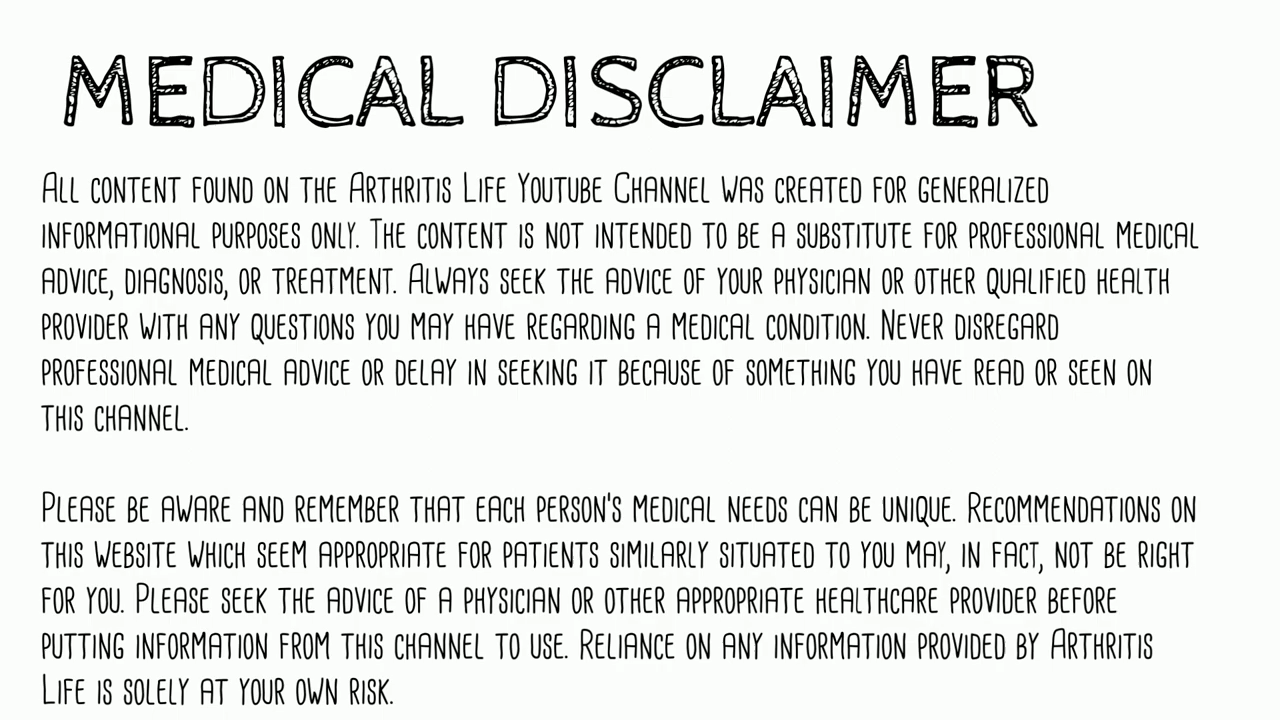 MEDICAL DISCLAIMER
All content found on the Arthritis Life Youtube Channel was created for generalized
informational purposes only. The content is not intended to be a substitute for professional medical
advice, diagnosis, or treatment. Always seek the advice of your physician or other qualified health
provider with any questions you may have regarding a medical condition. Never disregard
professional medical advice or delay in seeking it because of something you have read or seen on
this channel.
Please be aware and remember that each person's medical needs can be unique. Recommendations on
this website which seem appropriate for patients similarly situated to you may, in fact, not be right
for you. Please seek the advice of a physician or other appropriate healthcare provider before
putting information from this channel to use. Reliance on any information provided by Arthritis
Life is solely at your own risk.